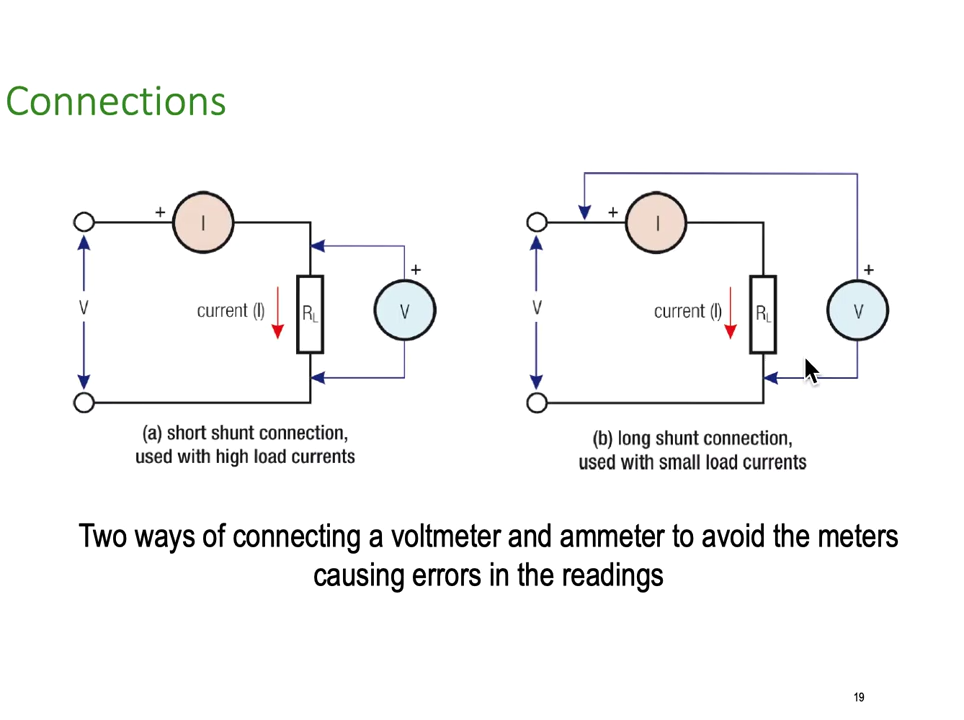 Connections
+
I
+
V
current (I)
R_L
V
(a) short shunt connection,
used with high load currents
+
I
+
V
current (I)
R_L
V
(b) long shunt connection,
used with small load currents
Two ways of connecting a voltmeter and ammeter to avoid the meters
causing errors in the readings
19